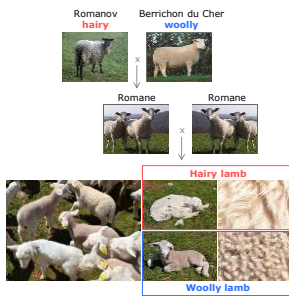 Romanov Berrichon du Cher
hairy woolly
x
Romane Romane
x
Hairy lamb
Woolly lamb